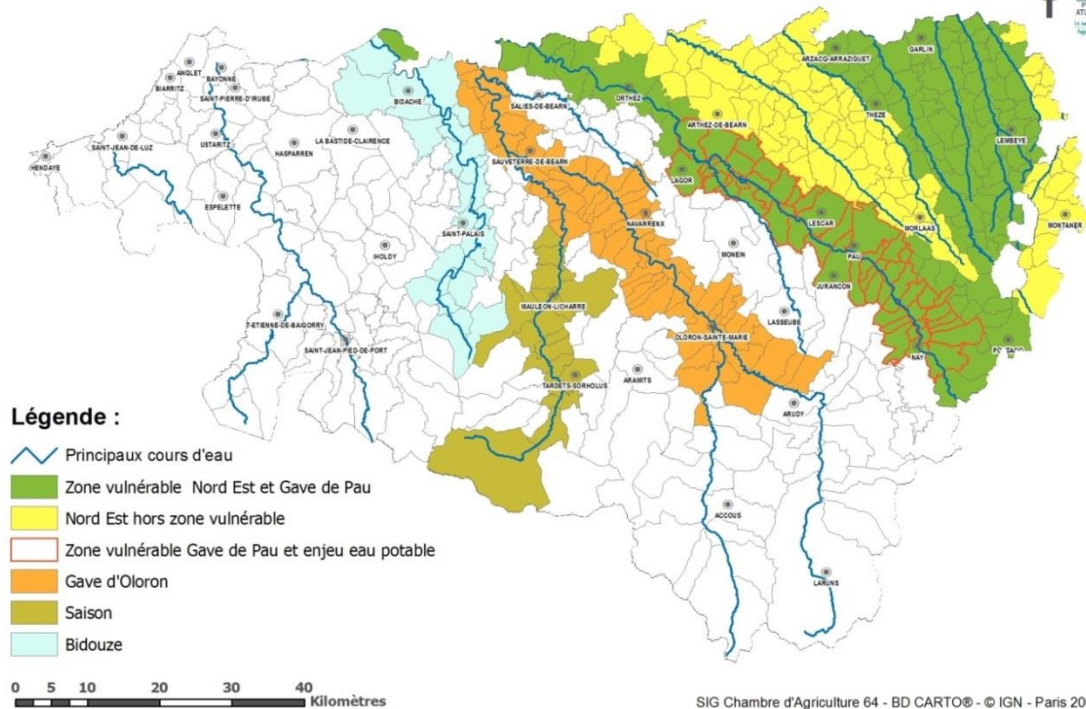 GARLIN
ARZACQ-ARRAZIGUET
ANGLET
BAYONNE
BIARRITZ
SAINT-PIERRE-D'IRUBE
BIDACHE
SALIES-DE-BEARN
ORTHEZ
ARTHEZ-DE-BEARN
THEZE
LEMBEYE
SAINT-JEAN-DE-LUZ
USTARITZ
HASPARREN
LA BASTIDE-CLAIRENCE
HENDAYE
SAUVETERRE-DE-BEARN
LAGOR
ESPELETTE
SAINT-PALAIS
NAVARRENX
LESCAR
MORLAAS
MONTANER
IHOLDY
MONEIN
PAU
JURANCON
MAULEON-LICHARRE
LASSEUBE
T-ETIENNE-DE-BAIGORRY
SAINT-JEAN-PIED-DE-PORT
OLORON-SAINTE-MARIE
NAY
TARDETS-SORHOLUS
ARAMITS
ARUDY
ACCOUS
LARUNS
Légende :
Principaux cours d'eau
Zone vulnérable Nord Est et Gave de Pau
Nord Est hors zone vulnérable
Zone vulnérable Gave de Pau et enjeu eau potable
Gave d'Oloron
Saison
Bidouze
0 5 10 20 30 40
Kilomètres
SIG Chambre d'Agriculture 64 - BD CARTO® - © IGN - Paris 20